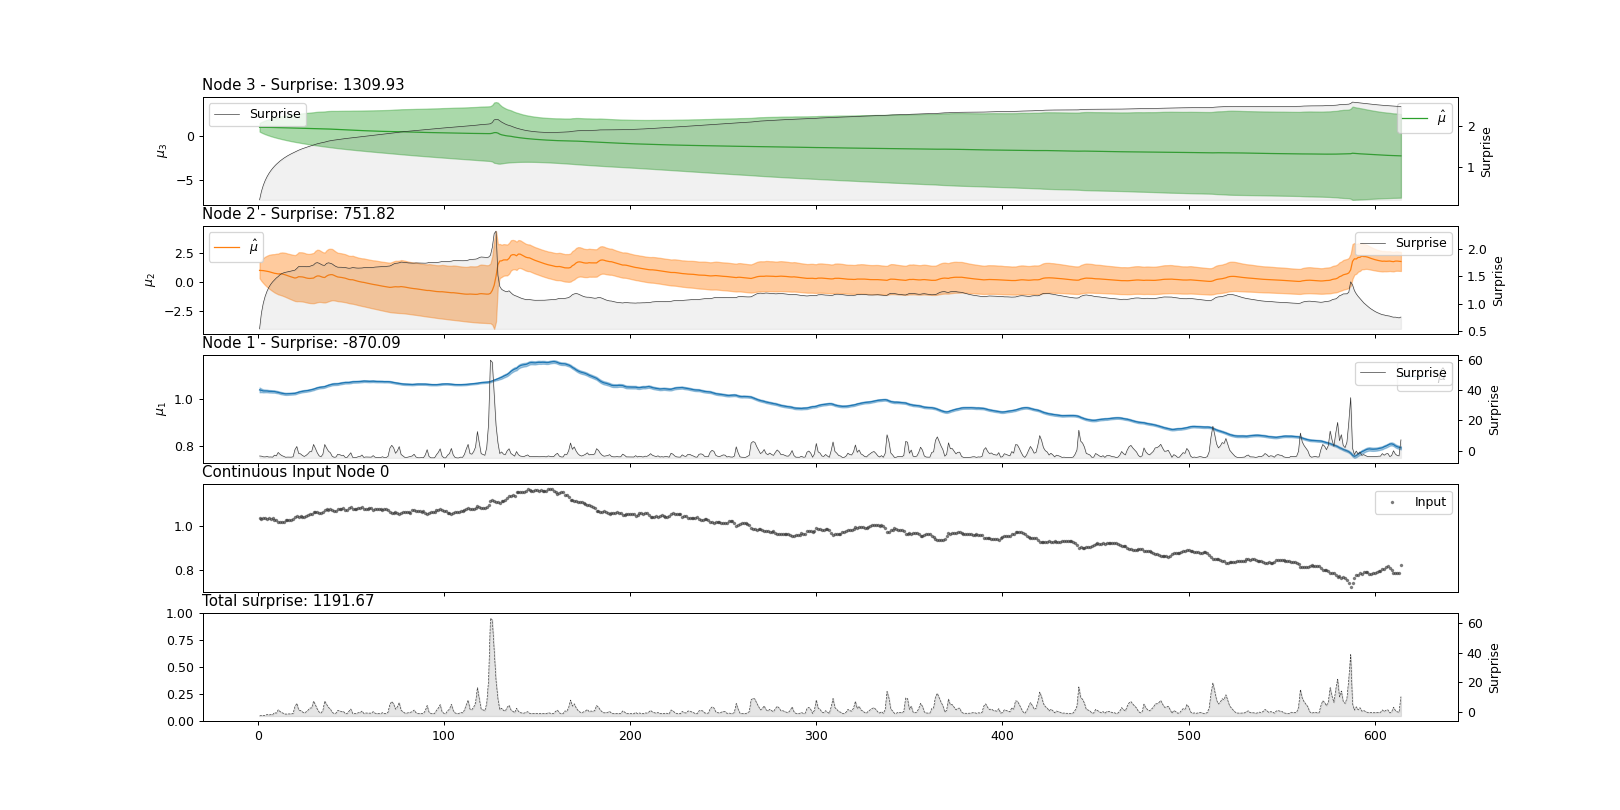 Node 3 - Surprise: 1309.93
Surprise
μ̂
0
−5
μ3
2
1
Surprise
Node 2 - Surprise: 751.82
μ̂
Surprise
2.5
0.0
−2.5
μ2
2.0
1.5
1.0
0.5
Surprise
Node 1 - Surprise: -870.09
Surprise
1.0
0.8
μ1
60
40
20
0
Surprise
Continuous Input Node 0
Input
1.0
0.8
Total surprise: 1191.67
1.00
0.75
0.50
0.25
0.00
60
40
20
0
Surprise
0 100 200 300 400 500 600